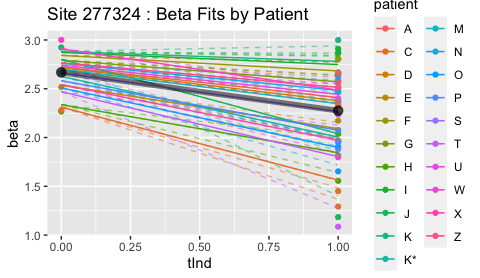 Site 277324 : Beta Fits by Patient
patient
3.0
2.5
2.0
1.5
1.0
beta
0.00
0.25
0.50
0.75
1.00
tInd
A
C
D
E
F
G
H
I
J
K
K*
M
N
O
P
S
T
U
W
X
Z